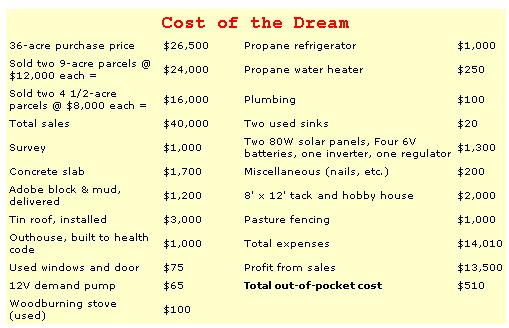 Cost of the Dream
36-acre purchase price $26,500 Propane refrigerator $1,000
Sold two 9-acre parcels @
$12,000 each = $24,000 Propane water heater $250
Sold two 4 1/2-acre
parcels @ $8,000 each = $16,000 Plumbing $100
Total sales $40,000 Two used sinks $20
Survey $1,000 Two 80W solar panels, Four 6V
batteries, one inverter, one regulator $1,300
Concrete slab $1,700 Miscellaneous (nails, etc.) $200
Adobe block & mud,
delivered $1,200 8' x 12' tack and hobby house $2,000
Tin roof, installed $3,000 Pasture fencing $1,000
Outhouse, built to health
code $1,000 Total expenses $14,010
Used windows and door $75 Profit from sales $13,500
12V demand pump $65 Total out-of-pocket cost $510
Woodburning stove
(used) $100